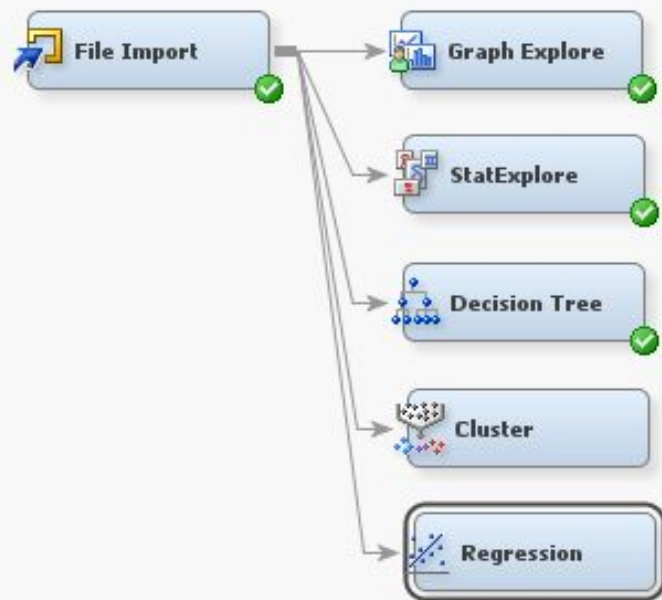 File Import
Graph Explore
StatExplore
Decision Tree
Cluster
Regression